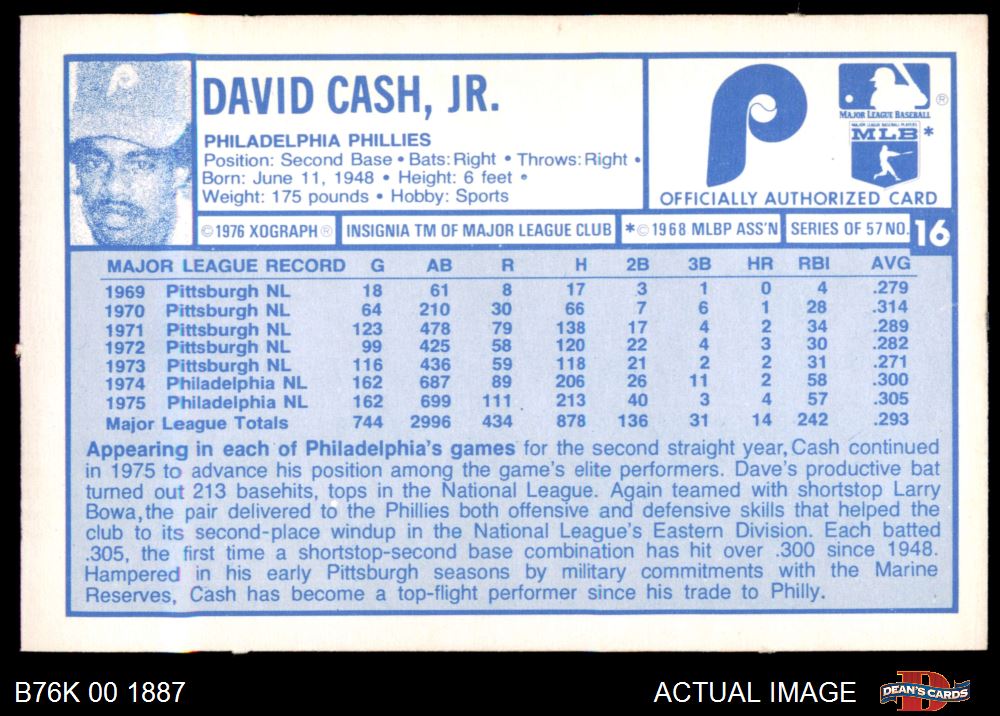 DAVID CASH, JR.
PHILADELPHIA PHILLIES
Position: Second Base • Bats: Right • Throws: Right •
Born: June 11, 1948 • Height: 6 feet •
Weight: 175 pounds • Hobby: Sports
P
P
®
MAJOR LEAGUE BASEBALL
MAJOR LEAGUE BASEBALL PLAYERS
MLB *
OFFICIALLY AUTHORIZED CARD
©1976 XOGRAPH® INSIGNIA TM OF MAJOR LEAGUE CLUB *©1968 MLBP ASS'N SERIES OF 57 NO. 16
MAJOR LEAGUE RECORD G AB R H 2B 3B HR RBI AVG
1969 Pittsburgh NL 18 61 8 17 3 1 0 4 .279
1970 Pittsburgh NL 64 210 30 66 7 6 1 28 .314
1971 Pittsburgh NL 123 478 79 138 17 4 2 34 .289
1972 Pittsburgh NL 99 425 58 120 22 4 3 30 .282
1973 Pittsburgh NL 116 436 59 118 21 2 2 31 .271
1974 Philadelphia NL 162 687 89 206 26 11 2 58 .300
1975 Philadelphia NL 162 699 111 213 40 3 4 57 .305
Major League Totals 744 2996 434 878 136 31 14 242 .293
Appearing in each of Philadelphia's games for the second straight year, Cash continued
in 1975 to advance his position among the game's elite performers. Dave's productive bat
turned out 213 basehits, tops in the National League. Again teamed with shortstop Larry
Bowa, the pair delivered to the Phillies both offensive and defensive skills that helped the
club to its second-place windup in the National League's Eastern Division. Each batted
.305, the first time a shortstop-second base combination has hit over .300 since 1948.
Hampered in his early Pittsburgh seasons by military commitments with the Marine
Reserves, Cash has become a top-flight performer since his trade to Philly.
B76K 00 1887
ACTUAL IMAGE
D
DEAN'S CARDS